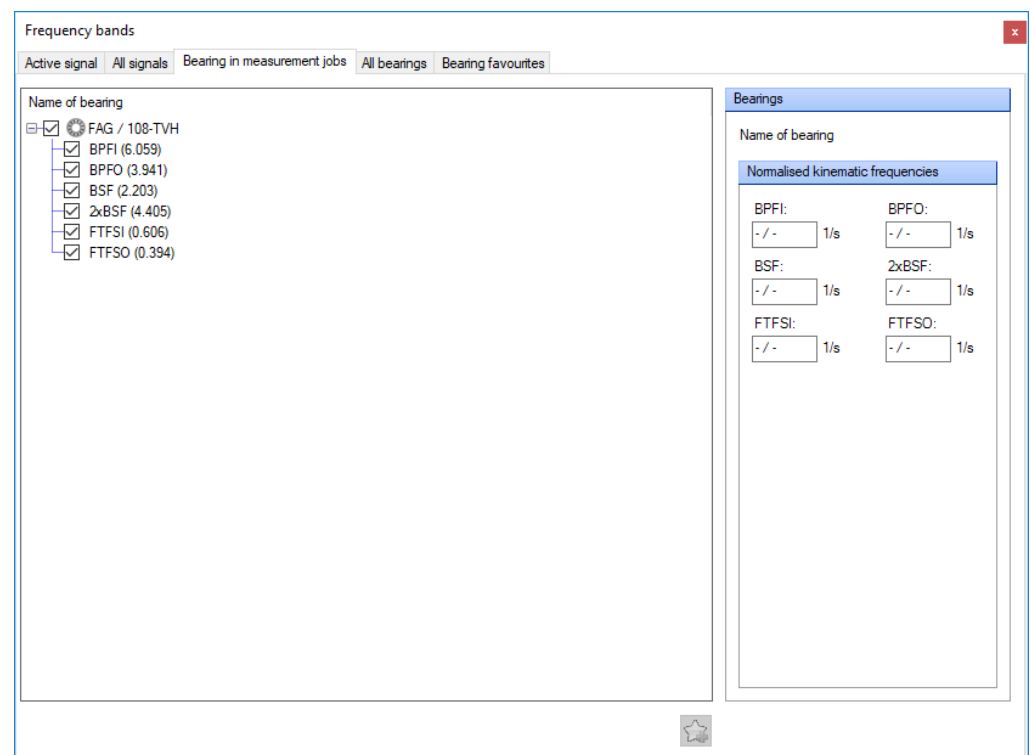 Frequency bands
x
Active signal All signals Bearing in measurement jobs All bearings Bearing favourites
Name of bearing
FAG / 108-TVH
BPFI (6.059)
BPFO (3.941)
BSF (2.203)
2xBSF (4.405)
FTFSI (0.606)
FTFSO (0.394)
Bearings
Name of bearing
Normalised kinematic frequencies
BPFI: BPFO:
- / - 1/s - / - 1/s
BSF: 2xBSF:
- / - 1/s - / - 1/s
FTFSI: FTFSO:
- / - 1/s - / - 1/s